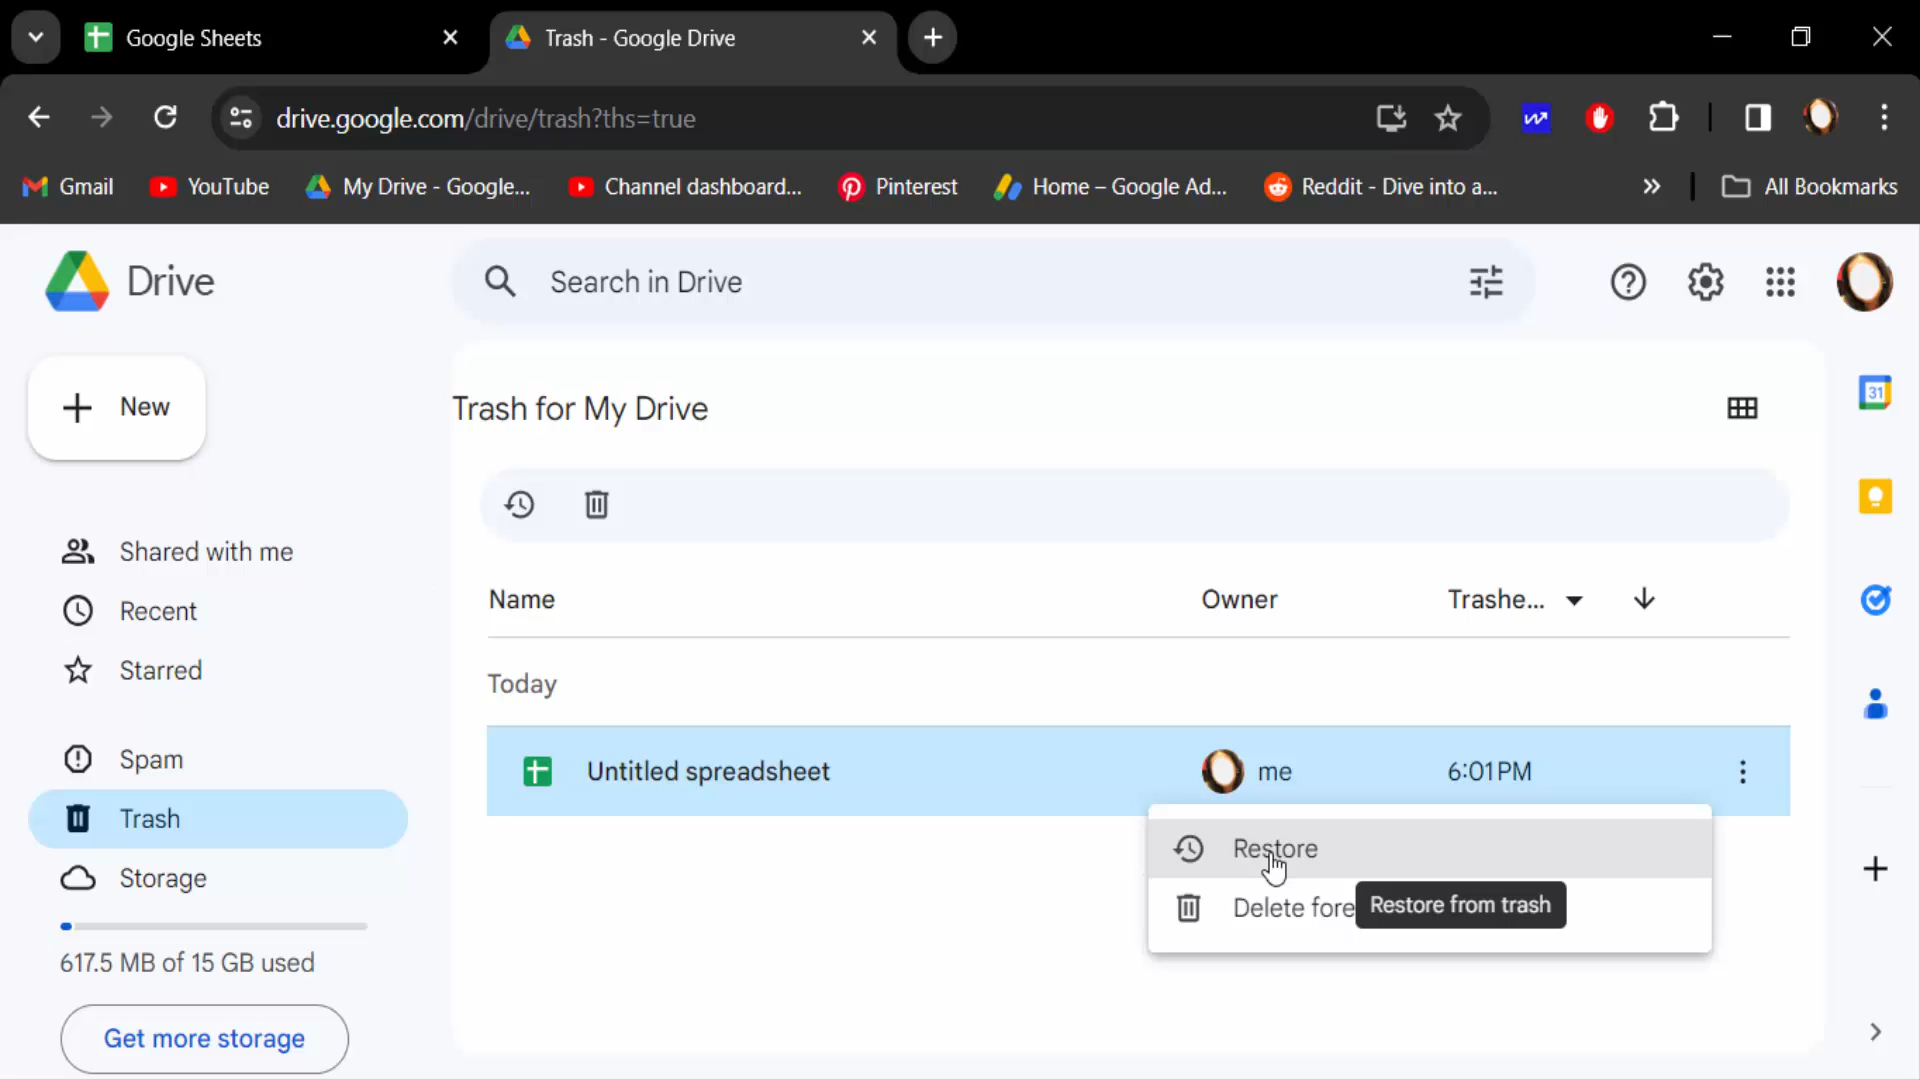 Google Sheets
Trash - Google Drive
drive.google.com/drive/trash?ths=true
Gmail
YouTube
My Drive - Google...
Channel dashboard...
Pinterest
Home – Google Ad...
Reddit - Dive into a...
All Bookmarks
Drive
Search in Drive
New
Trash for My Drive
31
Shared with me
Recent
Starred
Spam
Trash
Storage
617.5 MB of 15 GB used
Get more storage
Name
Owner
Trashe...
Today
Untitled spreadsheet
me
6:01 PM
Restore
Delete fore
Restore from trash